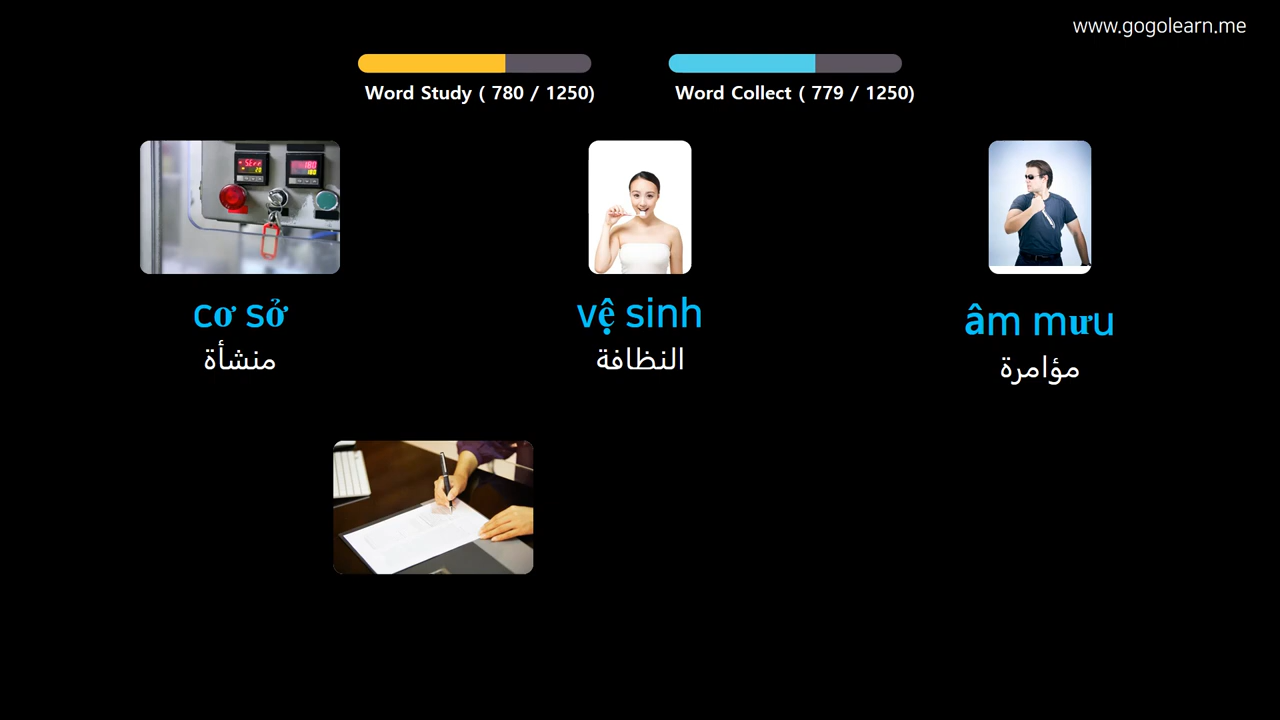 www.gogolearn.me
Word Study ( 780 / 1250)
Word Collect ( 779 / 1250)
cơ sở
منشأة
vệ sinh
النظافة
âm mưu
مؤامرة